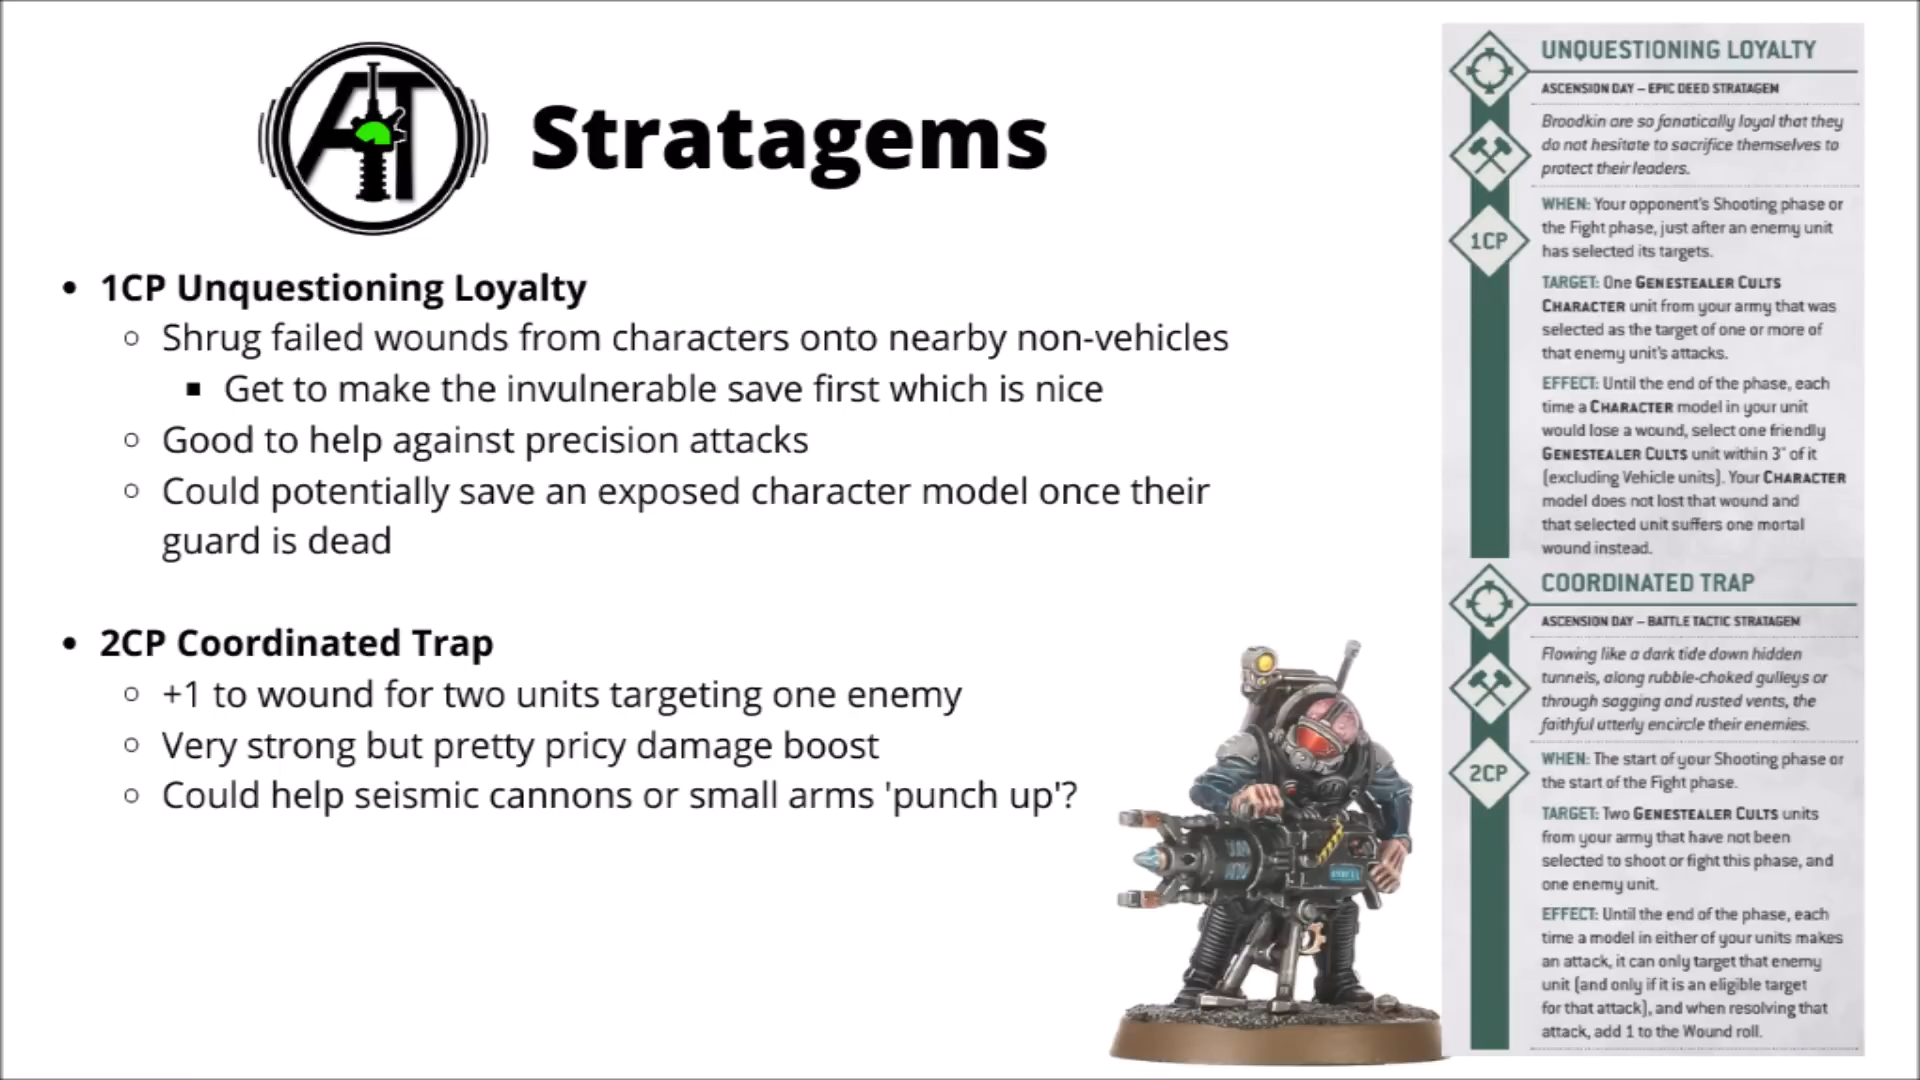 AT
Stratagems
• 1CP Unquestioning Loyalty
○ Shrug failed wounds from characters onto nearby non-vehicles
■ Get to make the invulnerable save first which is nice
○ Good to help against precision attacks
○ Could potentially save an exposed character model once their
guard is dead
• 2CP Coordinated Trap
○ +1 to wound for two units targeting one enemy
○ Very strong but pretty pricy damage boost
○ Could help seismic cannons or small arms 'punch up'?
UNQUESTIONING LOYALTY
ASCENSION DAY – EPIC DEED STRATAGEM
Broodkin are so fanatically loyal that they
do not hesitate to sacrifice themselves to
protect their leaders.
1CP
WHEN: Your opponent's Shooting phase or
the Fight phase, just after an enemy unit
has selected its targets.
TARGET: One GENESTEALER CULTS
CHARACTER unit from your army that was
selected as the target of one or more of
that enemy unit's attacks.
EFFECT: Until the end of the phase, each
time a CHARACTER model in your unit
would lose a wound, select one friendly
GENESTEALER CULTS unit within 3" of it
(excluding Vehicle units). Your CHARACTER
model does not lost that wound and
that selected unit suffers one mortal
wound instead.
COORDINATED TRAP
ASCENSION DAY – BATTLE TACTIC STRATAGEM
Flowing like a dark tide down hidden
tunnels, along rubble-choked gulleys or
through sagging and rusted vents, the
faithful utterly encircle their enemies.
2CP
WHEN: The start of your Shooting phase or
the start of the Fight phase.
TARGET: Two GENESTEALER CULTS units
from your army that have not been
selected to shoot or fight this phase, and
one enemy unit.
EFFECT: Until the end of the phase, each
time a model in either of your units makes
an attack, it can only target that enemy
unit (and only if it is an eligible target
for that attack), and when resolving that
attack, add 1 to the Wound roll.